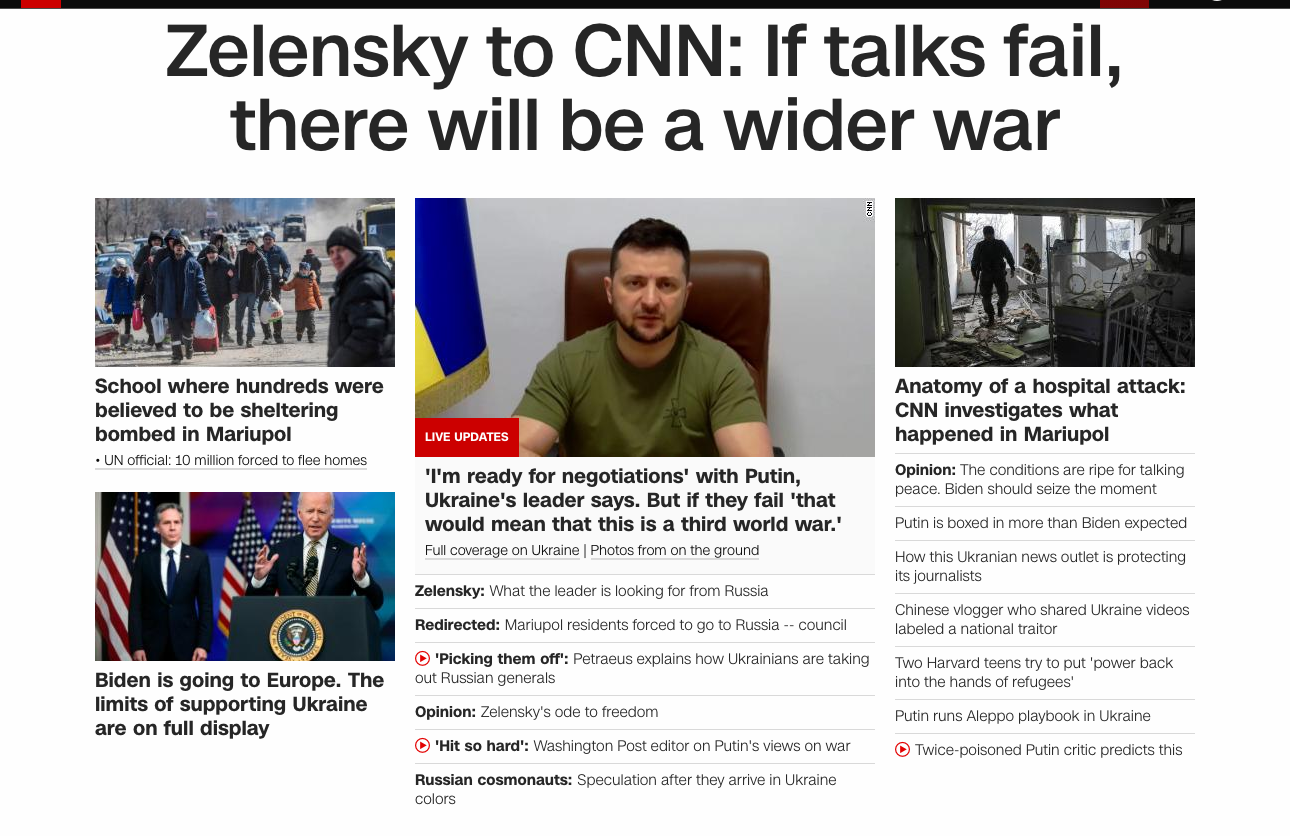 Zelensky to CNN: If talks fail,
there will be a wider war
School where hundreds were
believed to be sheltering
bombed in Mariupol
• UN official: 10 million forced to flee homes
Biden is going to Europe. The
limits of supporting Ukraine
are on full display
CNN
LIVE UPDATES
'I'm ready for negotiations' with Putin,
Ukraine's leader says. But if they fail 'that
would mean that this is a third world war.'
Full coverage on Ukraine | Photos from on the ground
Zelensky: What the leader is looking for from Russia
Redirected: Mariupol residents forced to go to Russia -- council
'Picking them off': Petraeus explains how Ukrainians are taking
out Russian generals
Opinion: Zelensky's ode to freedom
'Hit so hard': Washington Post editor on Putin's views on war
Russian cosmonauts: Speculation after they arrive in Ukraine
colors
Anatomy of a hospital attack:
CNN investigates what
happened in Mariupol
Opinion: The conditions are ripe for talking
peace. Biden should seize the moment
Putin is boxed in more than Biden expected
How this Ukranian news outlet is protecting
its journalists
Chinese vlogger who shared Ukraine videos
labeled a national traitor
Two Harvard teens try to put 'power back
into the hands of refugees'
Putin runs Aleppo playbook in Ukraine
Twice-poisoned Putin critic predicts this